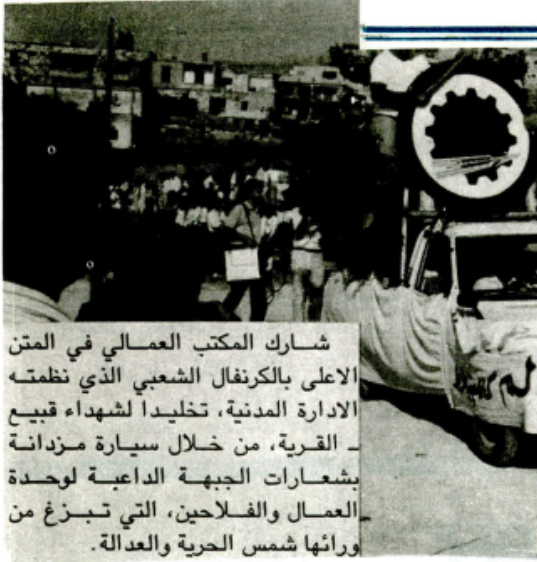 شارك المكتب العمالي في المتن
الاعلى بالكرنفال الشعبي الذي نظمته
الادارة المدنية، تخليدا لشهداء قبيع
ـ القرية، من خلال سيارة مزدانة
بشعارات الجبهة الداعية لوحدة
العمال والفلاحين، التي تبزغ من
ورائها شمس الحرية والعدالة.